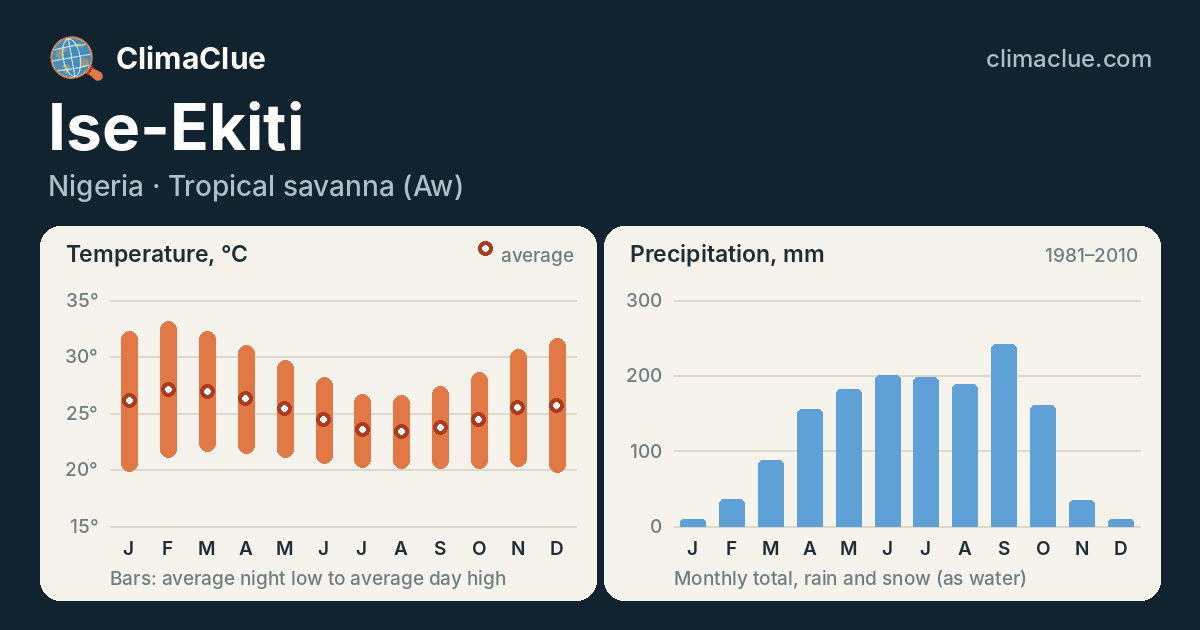 ClimaClue
climaclue.com
Ise-Ekiti
Nigeria · Tropical savanna (Aw)
Temperature, °C
average
35°
30°
25°
20°
15°
J F M A M J J A S O N D
Bars: average night low to average day high
Precipitation, mm
1981–2010
300
200
100
0
J F M A M J J A S O N D
Monthly total, rain and snow (as water)